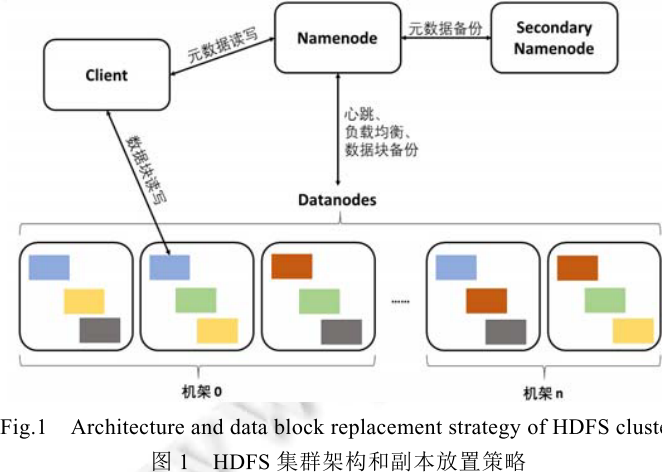 Client
元数据读写
Namenode
元数据备份
Secondary
Namenode
数据块读写
心跳、
负载均衡、
数据块备份
Datanodes
......
机架 0
机架 n
Fig.1 Architecture and data block replacement strategy of HDFS cluste
图 1 HDFS 集群架构和副本放置策略